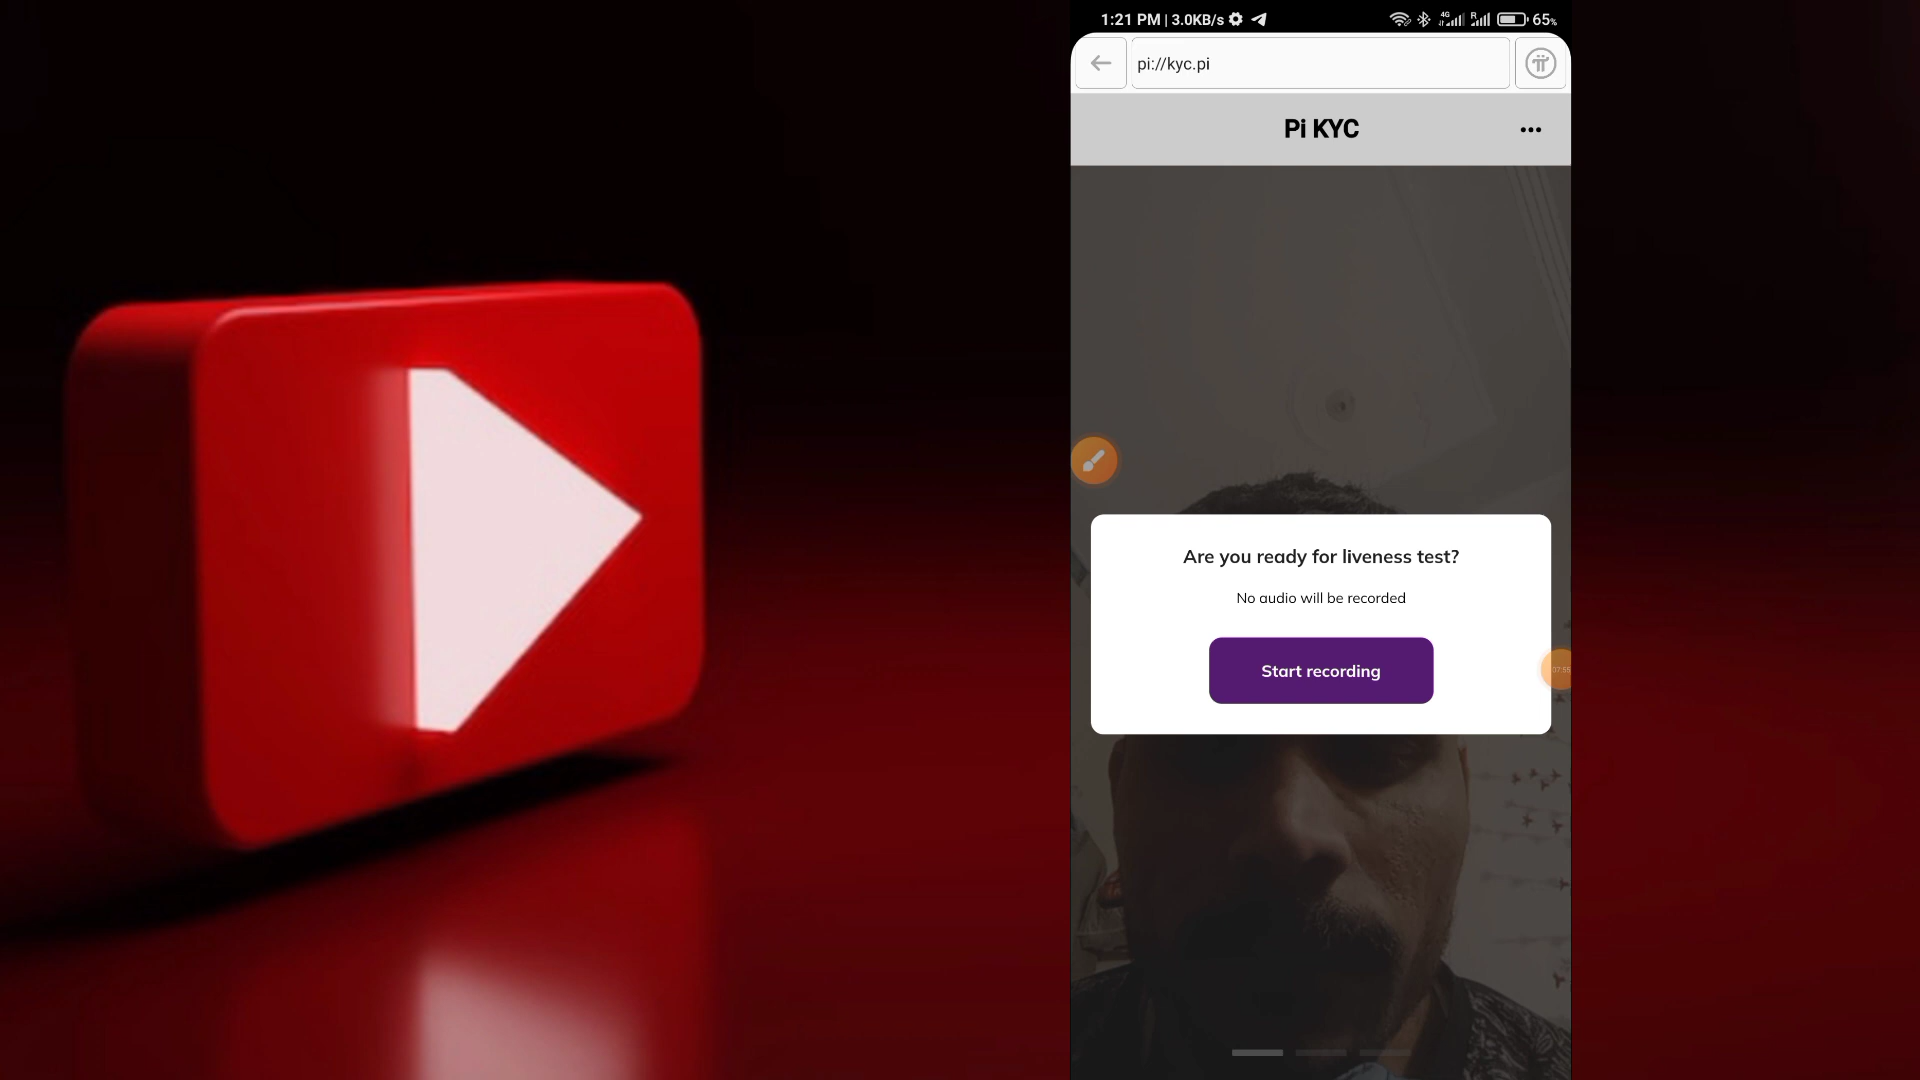 1:21 PM | 3.0KB/s
4G
R
65%
pi://kyc.pi
Pi KYC
Are you ready for liveness test?
No audio will be recorded
Start recording